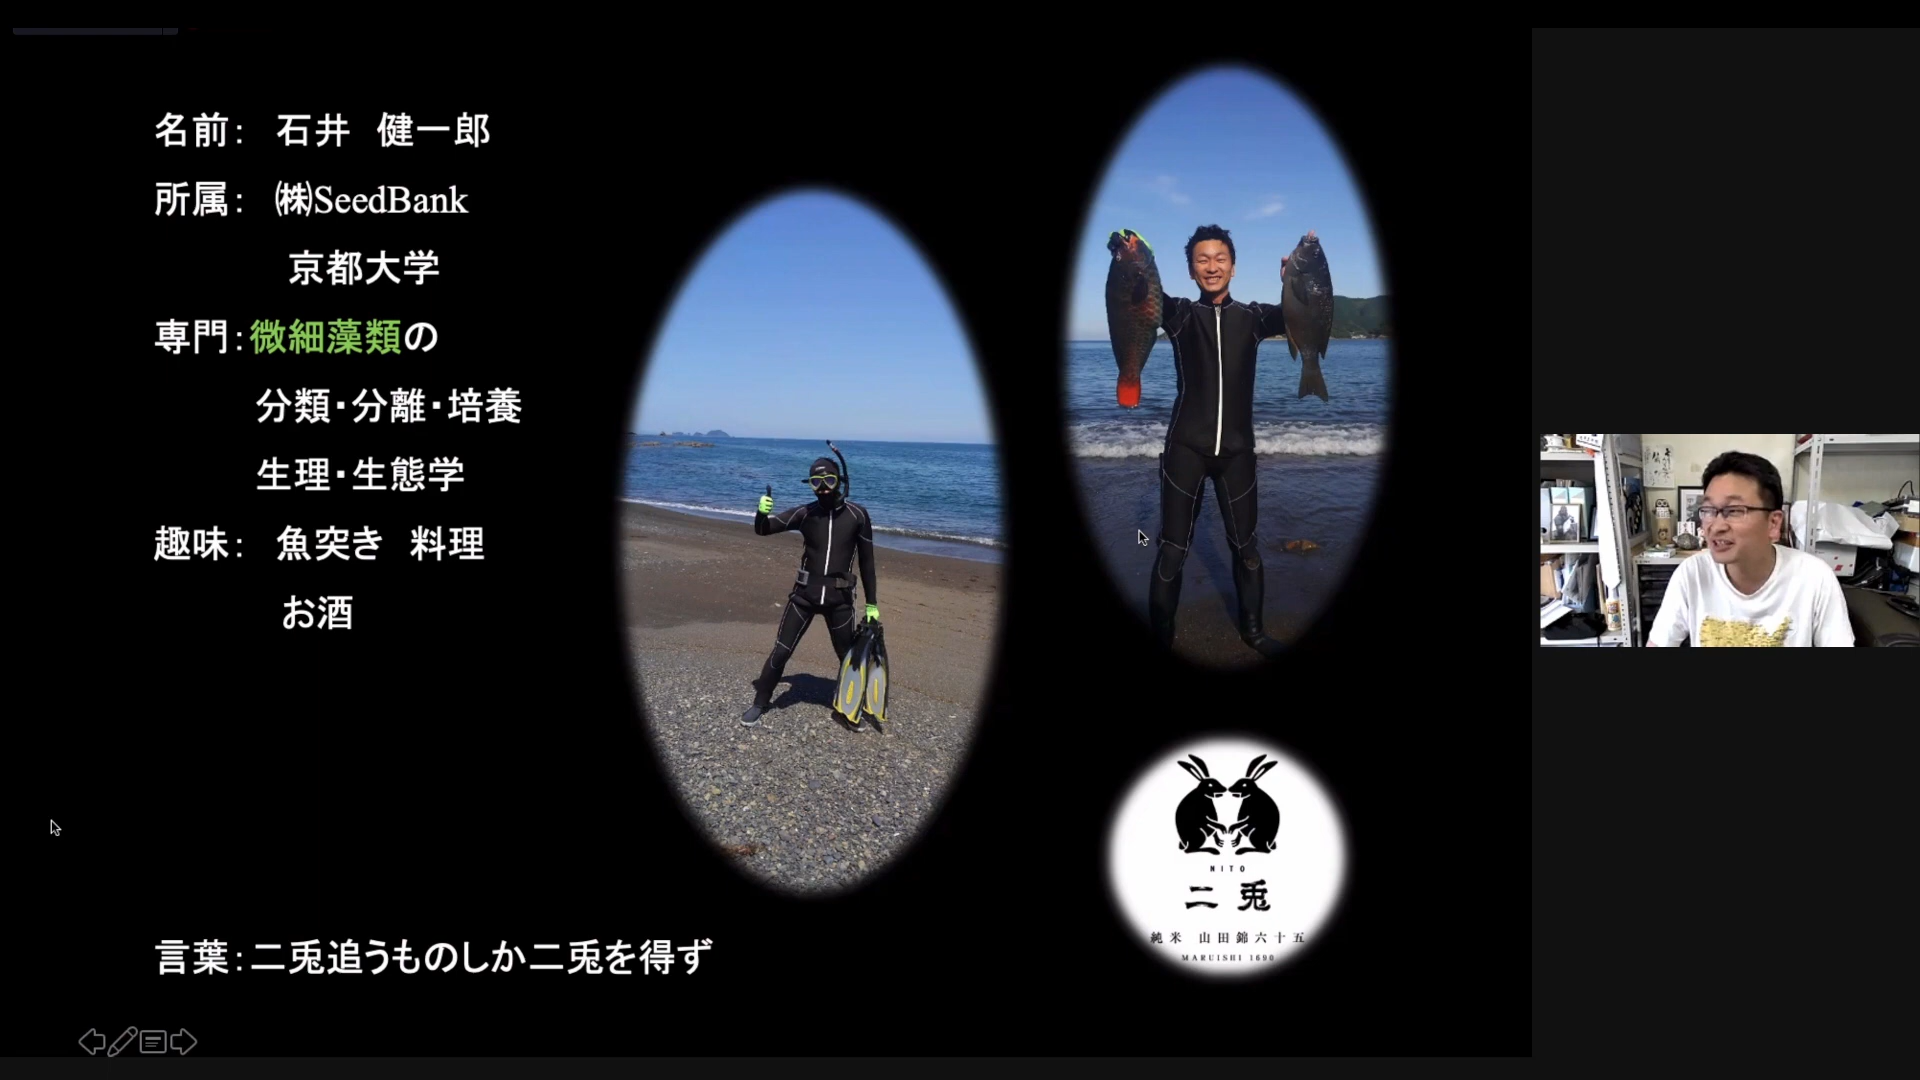 名前： 石井 健一郎
所属： ㈱SeedBank
京都大学
専門：微細藻類の
分類・分離・培養
生理・生態学
趣味： 魚突き 料理
お酒
言葉：二兎追うものしか二兎を得ず
NITO
二兎
純米 山田錦六十五
MARUISHI 1690